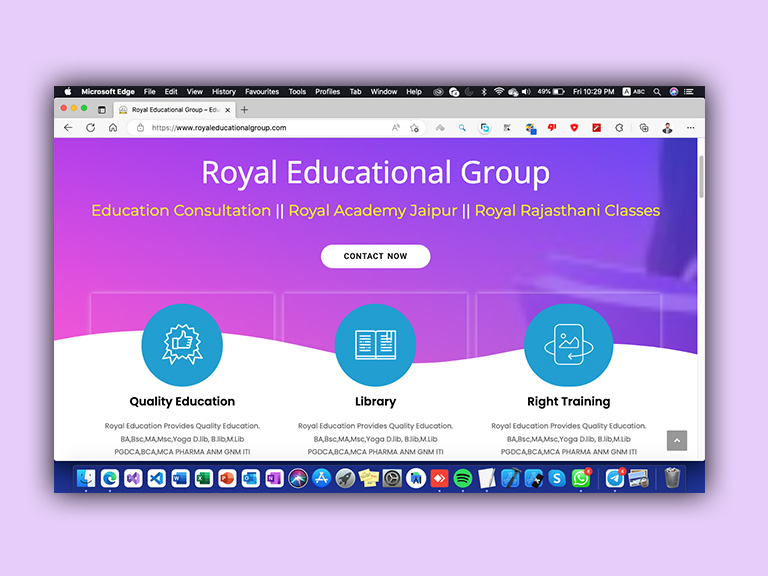 Microsoft Edge File Edit View History Favourites Tools Profiles Tab Window Help 49% Fri 10:29 PM A ABC
Royal Educational Group – Edu
https://www.royaleducationalgroup.com
Royal Educational Group
Education Consultation || Royal Academy Jaipur || Royal Rajasthani Classes
CONTACT NOW
Quality Education
Royal Education Provides Quality Education.
BA,Bsc,MA,Msc,Yoga D.lib, B.lib,M.Lib
PGDCA,BCA,MCA PHARMA ANM GNM ITI
Library
Royal Education Provides Quality Education.
BA,Bsc,MA,Msc,Yoga D.lib, B.lib,M.Lib
PGDCA,BCA,MCA PHARMA ANM GNM ITI
Right Training
Royal Education Provides Quality Education.
BA,Bsc,MA,Msc,Yoga D.lib, B.lib,M.Lib
PGDCA,BCA,MCA PHARMA ANM GNM ITI